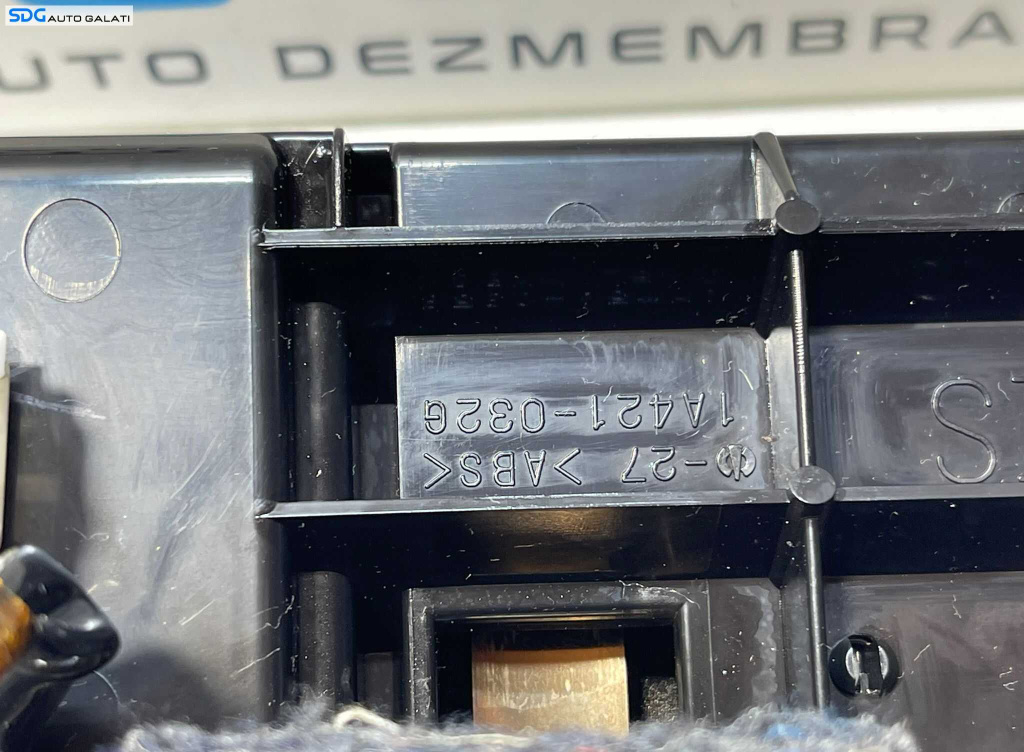 SDG AUTO GALATI
UTO DEZMEMBRA
-27 >ABS<
1A421-032G
S